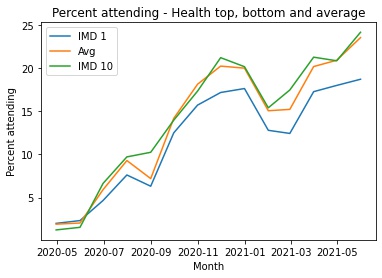 Percent attending - Health top, bottom and average
IMD 1
Avg
IMD 10
25
20
15
10
5
Percent attending
2020-05 2020-07 2020-09 2020-11 2021-01 2021-03 2021-05
Month